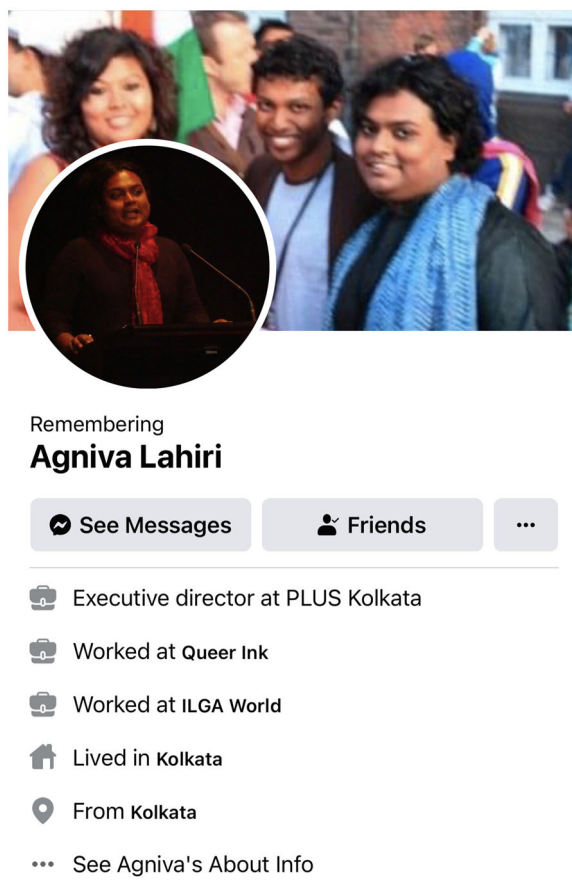 Remembering
Agniva Lahiri
See Messages
Friends
Executive director at PLUS Kolkata
Worked at Queer Ink
Worked at ILGA World
Lived in Kolkata
From Kolkata
See Agniva's About Info